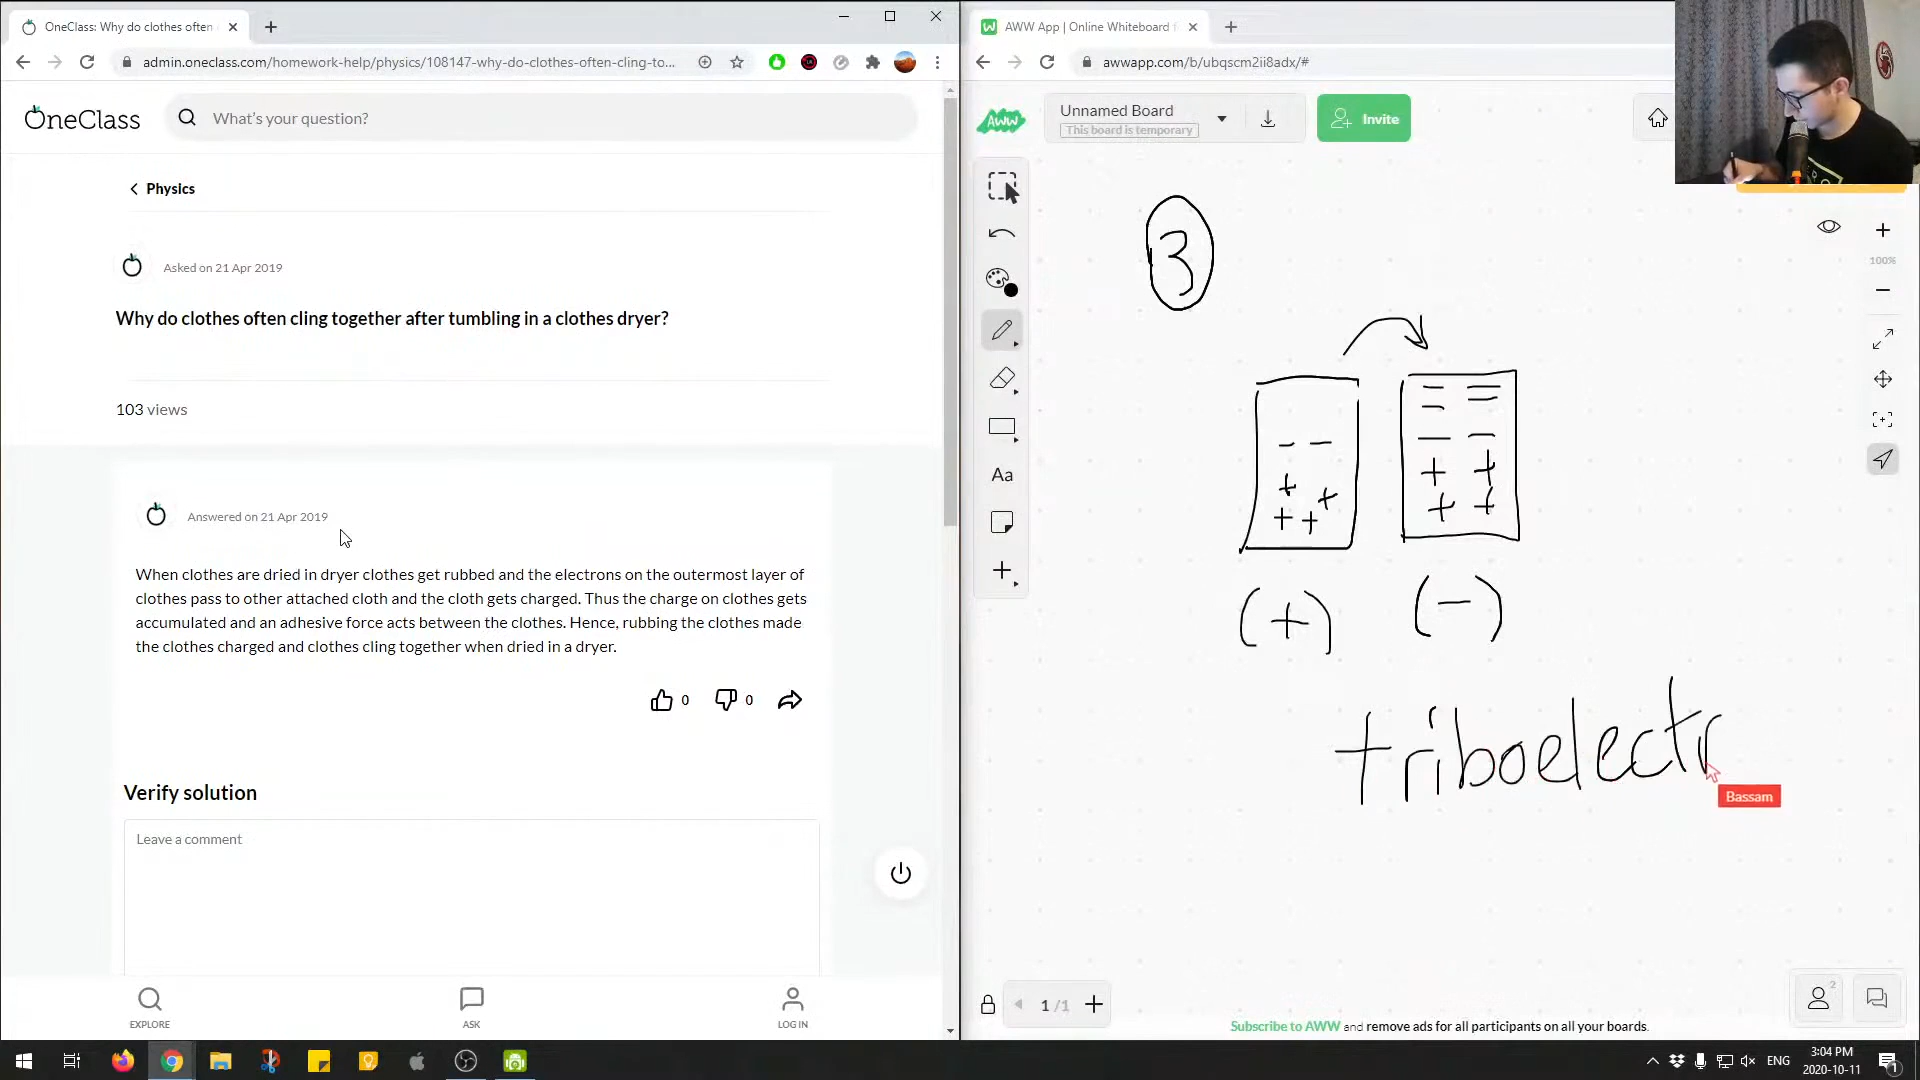 OneClass: Why do clothes often
admin.oneclass.com/homework-help/physics/108147-why-do-clothes-often-cling-to...
OneClass
What's your question?
Physics
Asked on 21 Apr 2019
Why do clothes often cling together after tumbling in a clothes dryer?
103 views
Answered on 21 Apr 2019
When clothes are dried in dryer clothes get rubbed and the electrons on the outermost layer of
clothes pass to other attached cloth and the cloth gets charged. Thus the charge on clothes gets
accumulated and an adhesive force acts between the clothes. Hence, rubbing the clothes made
the clothes charged and clothes cling together when dried in a dryer.
0 0
Verify solution
Leave a comment
EXPLORE ASK LOG IN
AWW App | Online Whiteboard f
awwapp.com/b/ubqscm2ii8adx/#
AWW
Unnamed Board
This board is temporary
Invite
100%
3
– – – –
– –
– – – –
+ + +
+ + + + +
(+) (–)
triboelectr
Bassam
Aa
1 /1
2
Subscribe to AWW and remove ads for all participants on all your boards.
ENG
3:04 PM
2020-10-11
1